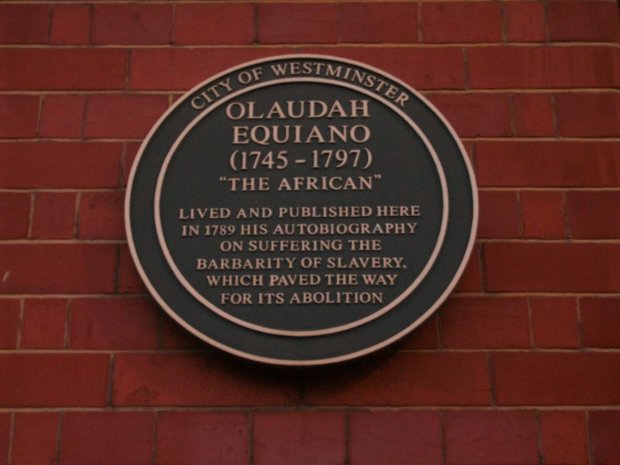 CITY OF WESTMINSTER
OLAUDAH
EQUIANO
(1745 – 1797)
"THE AFRICAN"
LIVED AND PUBLISHED HERE
IN 1789 HIS AUTOBIOGRAPHY
ON SUFFERING THE
BARBARITY OF SLAVERY,
WHICH PAVED THE WAY
FOR ITS ABOLITION